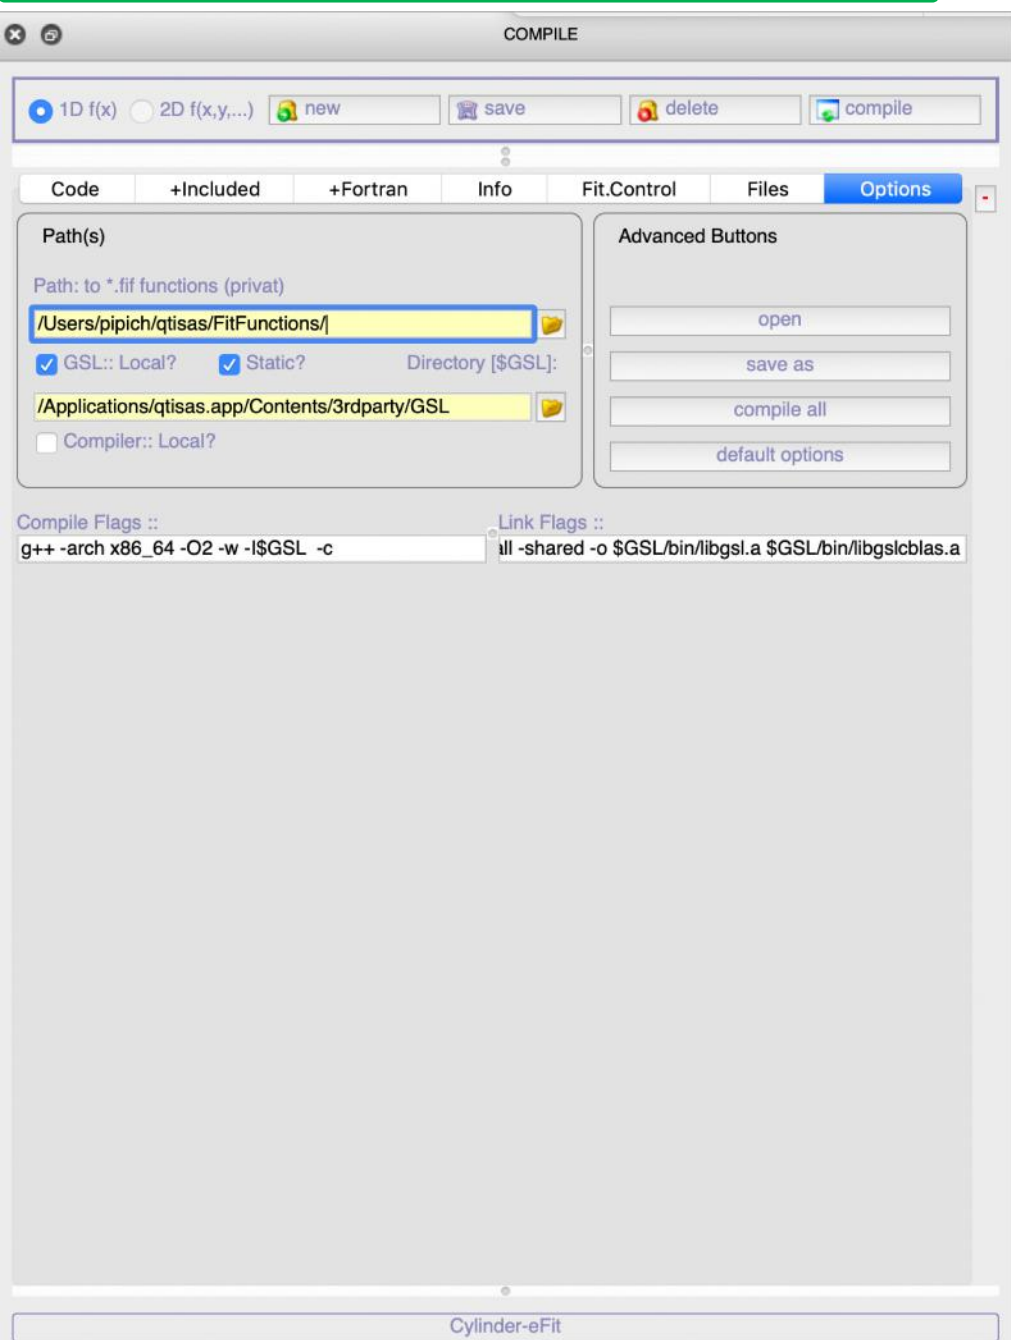 COMPILE
1D f(x) 2D f(x,y,...) new save delete compile
Code +Included +Fortran Info Fit.Control Files Options -
Path(s)
Path: to *.fif functions (privat)
/Users/pipich/qtisas/FitFunctions/
GSL:: Local? Static? Directory [$GSL]:
/Applications/qtisas.app/Contents/3rdparty/GSL
Compiler:: Local?
Advanced Buttons
open
save as
compile all
default options
Compile Flags ::
g++ -arch x86_64 -O2 -w -I$GSL -c
Link Flags ::
all -shared -o $GSL/bin/libgsl.a $GSL/bin/libgslcblas.a
Cylinder-eFit